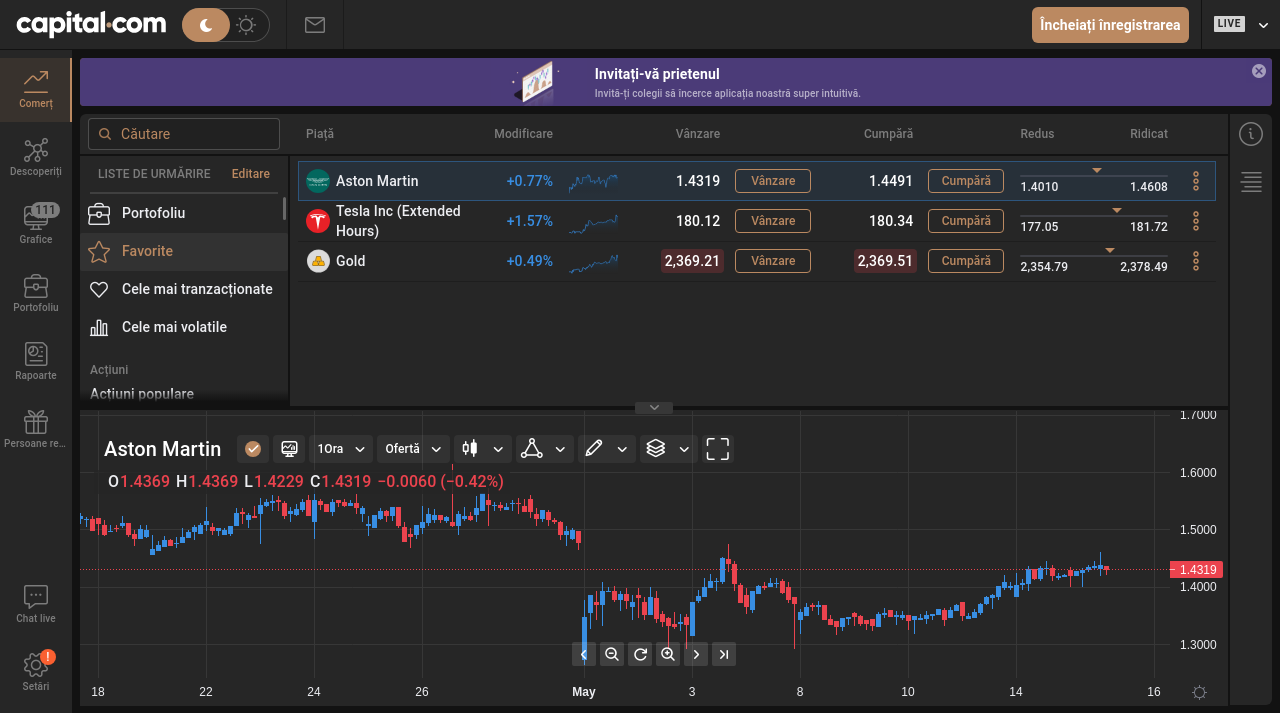 capital.com
Încheiați înregistrarea
LIVE
Comerț
Descoperiți
111
Grafice
Portofoliu
Rapoarte
Persoane re...
Chat live
!
Setări
Invitați-vă prietenul
Invită-ți colegii să încerce aplicația noastră super intuitivă.
Căutare
Piață Modificare Vânzare Cumpără Redus Ridicat
LISTE DE URMĂRIRE Editare
Portofoliu
Favorite
Cele mai tranzacționate
Cele mai volatile
Acțiuni
Acțiuni populare
Aston Martin +0.77% 1.4319 Vânzare 1.4491 Cumpără 1.4010 1.4608
Tesla Inc (Extended
Hours) +1.57% 180.12 Vânzare 180.34 Cumpără 177.05 181.72
Gold +0.49% 2,369.21 Vânzare 2,369.51 Cumpără 2,354.79 2,378.49
Aston Martin 1Ora Ofertă
O1.4369 H1.4369 L1.4229 C1.4319 −0.0060 (−0.42%)
1.7000
1.6000
1.5000
1.4319
1.4000
1.3000
18 22 24 26 May 3 8 10 14 16